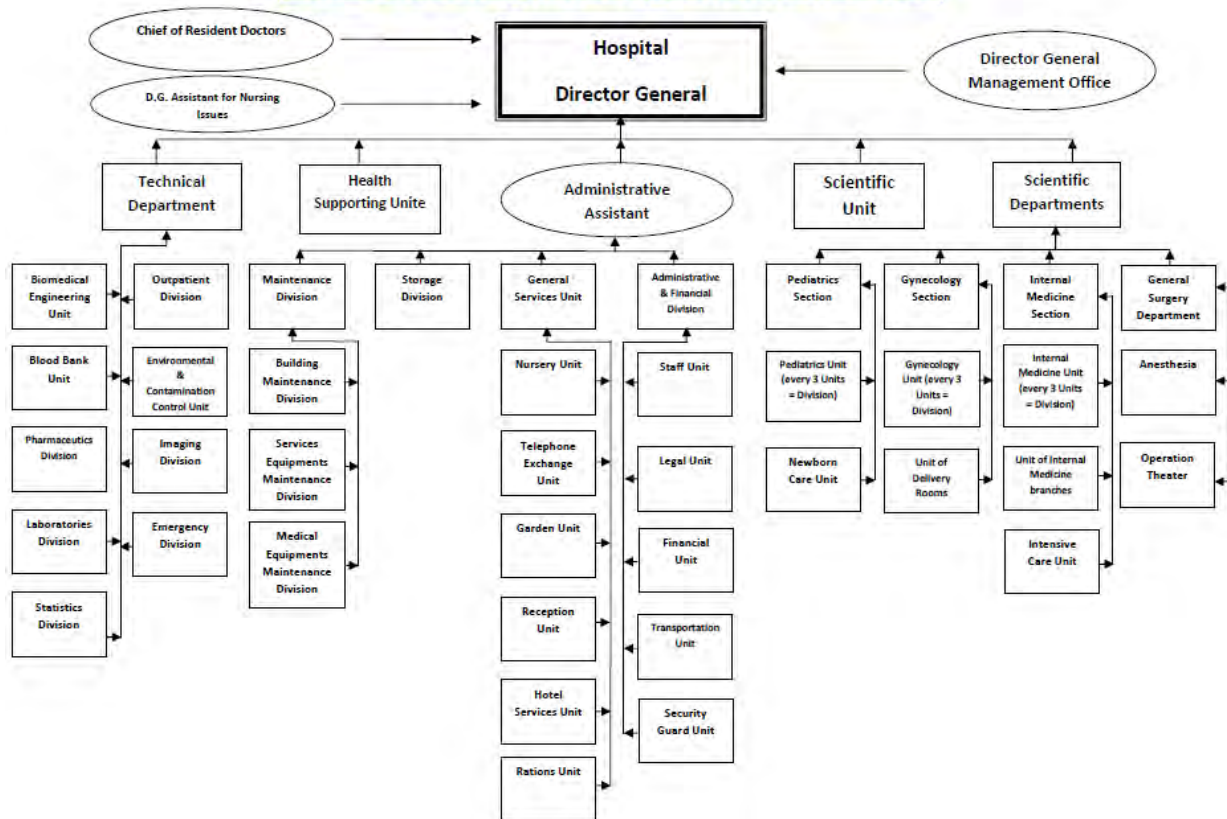 Chief of Resident Doctors
Hospital
Director General
Director General
Management Office
D.G. Assistant for Nursing
Issues
Technical
Department
Health
Supporting Unite
Administrative
Assistant
Scientific
Unit
Scientific
Departments
Biomedical
Engineering
Unit
Outpatient
Division
Maintenance
Division
Storage
Division
General
Services Unit
Administrative
& Financial
Division
Pediatrics
Section
Gynecology
Section
Internal
Medicine
Section
General
Surgery
Department
Blood Bank
Unit
Environmental
&
Contamination
Control Unit
Building
Maintenance
Division
Nursery Unit
Staff Unit
Pediatrics Unit
(every 3 Units
= Division)
Gynecology
Unit (every 3
Units =
Division)
Internal
Medicine Unit
(every 3 Units
= Division)
Anesthesia
Pharmaceutics
Division
Imaging
Division
Services
Equipments
Maintenance
Division
Telephone
Exchange
Unit
Legal Unit
Newborn
Care Unit
Unit of
Delivery
Rooms
Unit of Internal
Medicine
branches
Operation
Theater
Laboratories
Division
Emergency
Division
Medical
Equipments
Maintenance
Division
Garden Unit
Financial
Unit
Intensive
Care Unit
Statistics
Division
Reception
Unit
Transportation
Unit
Hotel
Services Unit
Security
Guard Unit
Rations Unit